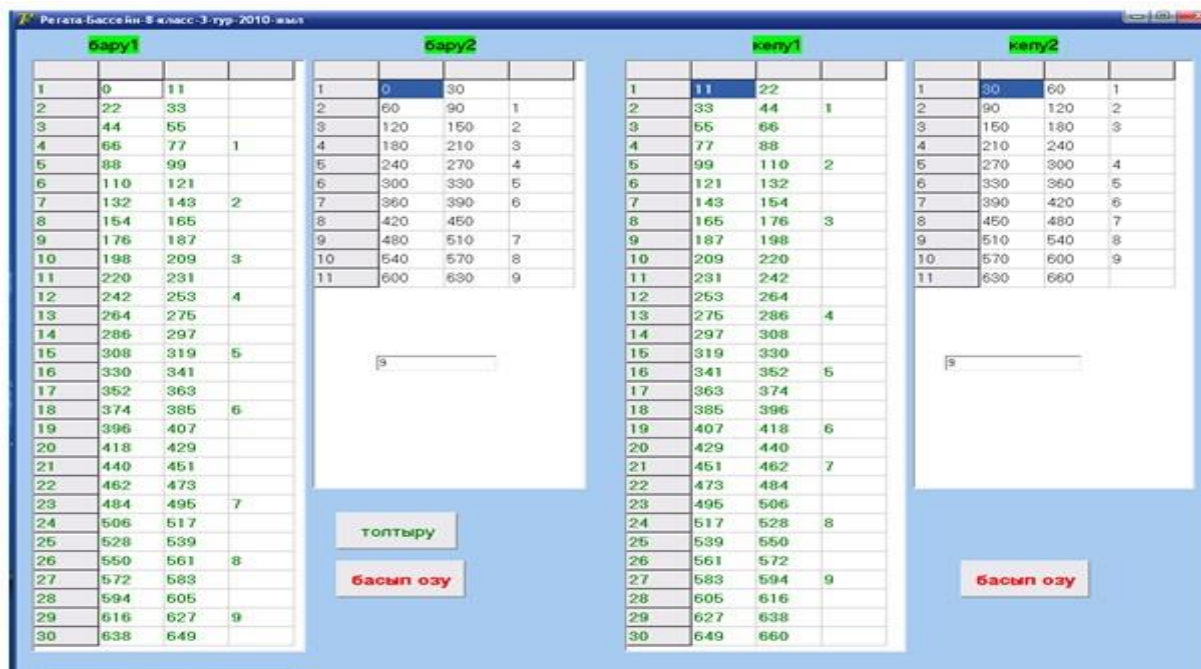 Регата-Бассейн-8-класс-3-тур-2010-жыл
бару1
1 0 11
2 22 33
3 44 55
4 66 77 1
5 88 99
6 110 121
7 132 143 2
8 154 165
9 176 187
10 198 209 3
11 220 231
12 242 253 4
13 264 275
14 286 297
15 308 319 5
16 330 341
17 352 363
18 374 385 6
19 396 407
20 418 429
21 440 451
22 462 473
23 484 495 7
24 506 517
25 528 539
26 550 561 8
27 572 583
28 594 605
29 616 627 9
30 638 649
бару2
1 0 30
2 60 90 1
3 120 150 2
4 180 210 3
5 240 270 4
6 300 330 5
7 360 390 6
8 420 450
9 480 510 7
10 540 570 8
11 600 630 9
9
толтыру
басып озу
келу1
1 11 22
2 33 44 1
3 55 66
4 77 88
5 99 110 2
6 121 132
7 143 154
8 165 176 3
9 187 198
10 209 220
11 231 242
12 253 264
13 275 286 4
14 297 308
15 319 330
16 341 352 5
17 363 374
18 385 396
19 407 418 6
20 429 440
21 451 462 7
22 473 484
23 495 506
24 517 528 8
25 539 550
26 561 572
27 583 594 9
28 605 616
29 627 638
30 649 660
келу2
1 30 60 1
2 90 120 2
3 150 180 3
4 210 240
5 270 300 4
6 330 360 5
7 390 420 6
8 450 480 7
9 510 540 8
10 570 600 9
11 630 660
9
басып озу